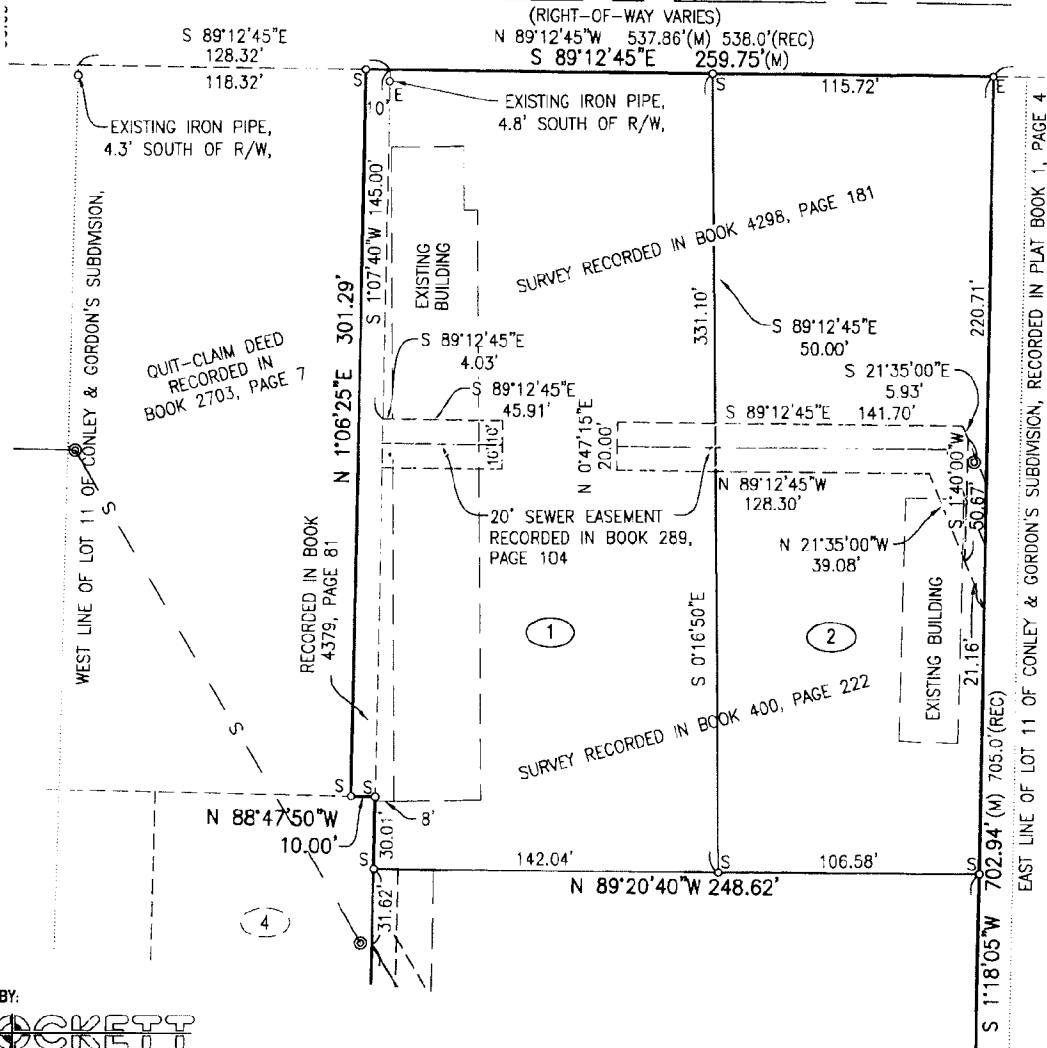 (RIGHT-OF-WAY VARIES)
N 89°12'45"W 537.86'(M) 538.0'(REC)
S 89°12'45"E 259.75'(M)
S 89°12'45"E
128.32'
118.32'
S
E
10'
S
115.72'
E
EXISTING IRON PIPE,
4.3' SOUTH OF R/W,
EXISTING IRON PIPE,
4.8' SOUTH OF R/W,
WEST LINE OF LOT 11 OF CONLEY & GORDON'S SUBDIVISION,
QUIT-CLAIM DEED
RECORDED IN
BOOK 2703, PAGE 7
N 1°06'25"E 301.29'
S 1°07'40"W 145.00'
EXISTING
BUILDING
SURVEY RECORDED IN BOOK 4298, PAGE 181
331.10'
220.71'
S 89°12'45"E
50.00'
S 89°12'45"E
4.03'
S 89°12'45"E
45.91'
10'
10'
N 0°47'15"E
20.00'
S 21°35'00"E
5.93'
S 89°12'45"E 141.70'
N 89°12'45"W
128.30'
S 1°40'00"W
50.67'
N 21°35'00"W
39.08'
20' SEWER EASEMENT
RECORDED IN BOOK 289,
PAGE 104
RECORDED IN BOOK
4379, PAGE 81
S
S
1
2
S 0°16'50"E
EXISTING BUILDING
21.16'
SURVEY RECORDED IN BOOK 400, PAGE 222
S
S
N 88°47'50"W
10.00'
8'
30.01'
S
142.04'
S
106.58'
S
N 89°20'40"W 248.62'
31.62'
4
S 1°18'05"W 702.94'(M) 705.0'(REC)
EAST LINE OF LOT 11 OF CONLEY & GORDON'S SUBDIVISION, RECORDED IN PLAT BOOK 1, PAGE 4
BY:
OCKETT